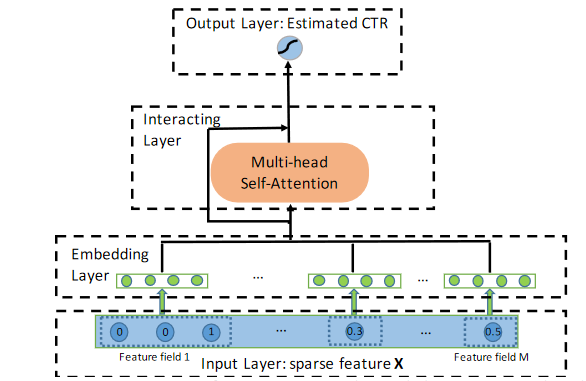 Output Layer: Estimated CTR
Interacting
Layer
Multi-head
Self-Attention
Embedding
Layer
...
...
0 0 1 ... 0.3 ... 0.5
Feature field 1
Feature field M
Input Layer: sparse feature X